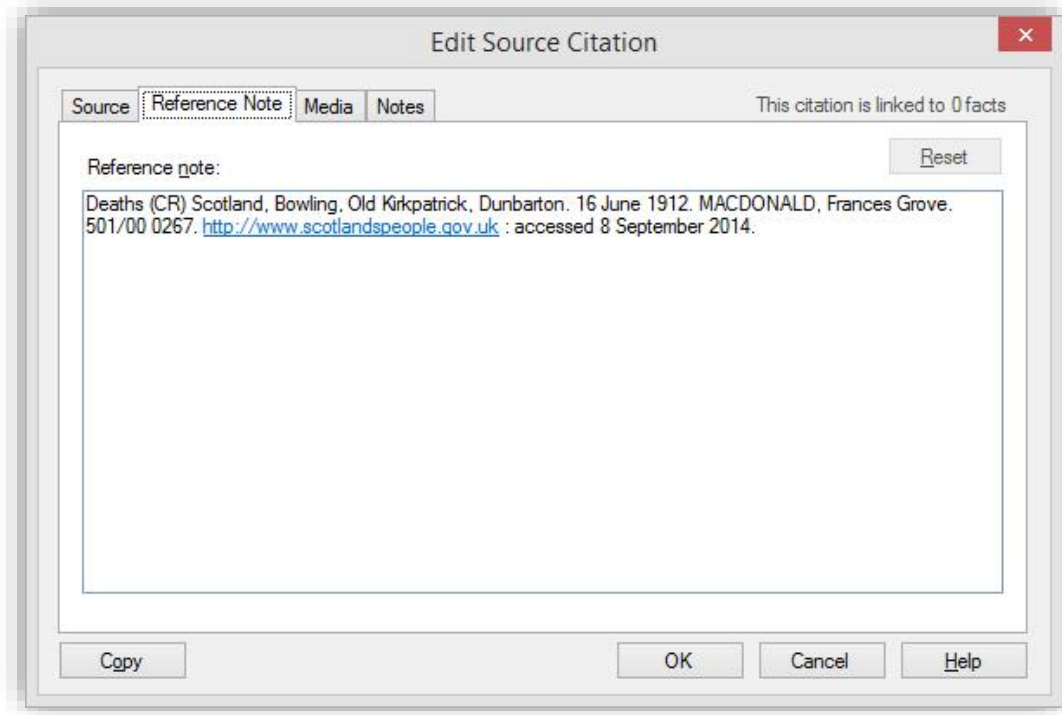 Edit Source Citation
Source Reference Note Media Notes This citation is linked to 0 facts
Reset
Reference note:
Deaths (CR) Scotland, Bowling, Old Kirkpatrick, Dunbarton. 16 June 1912. MACDONALD, Frances Grove.
501/00 0267. http://www.scotlandspeople.gov.uk : accessed 8 September 2014.
Copy OK Cancel Help